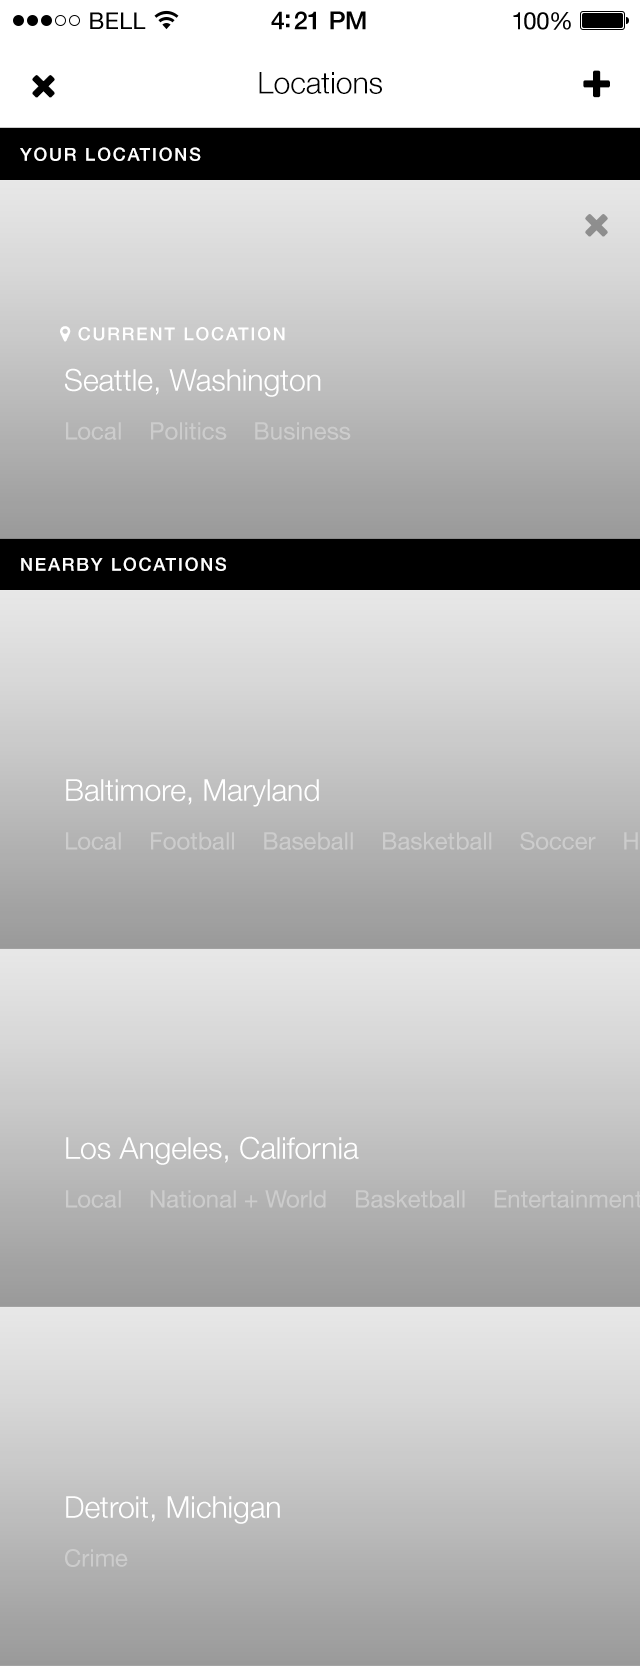 BELL 4:21 PM 100%
Locations
YOUR LOCATIONS
CURRENT LOCATION
Seattle, Washington
Local Politics Business
NEARBY LOCATIONS
Baltimore, Maryland
Local Football Baseball Basketball Soccer H
Los Angeles, California
Local National + World Basketball Entertainment
Detroit, Michigan
Crime